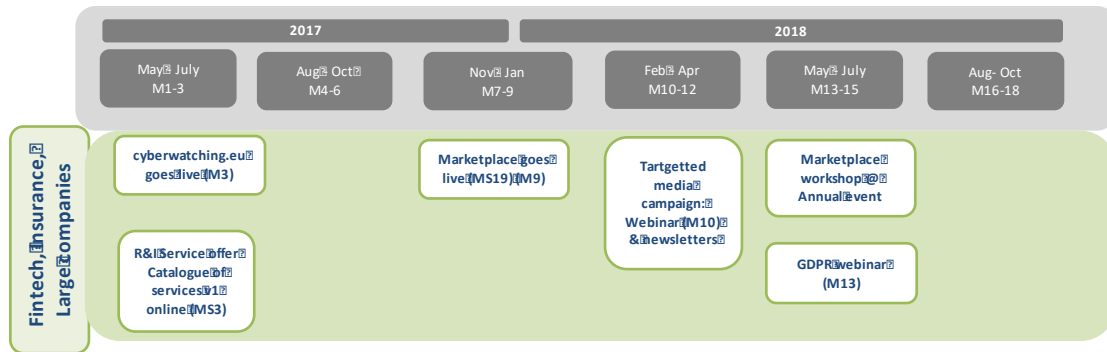 2017
2018
May - July
M1-3
Aug - Oct
M4-6
Nov - Jan
M7-9
Feb - Apr
M10-12
May - July
M13-15
Aug- Oct
M16-18
Fintech, Insurance,
Large companies
cyberwatching.eu
goes live (M3)
R&I Service offer
Catalogue of
services v1
online (MS3)
Marketplace goes
live (MS19) (M9)
Tartgetted
media
campaign:
Webinar (M10)
& newsletters
Marketplace
workshop @
Annual event
GDPR webinar
(M13)